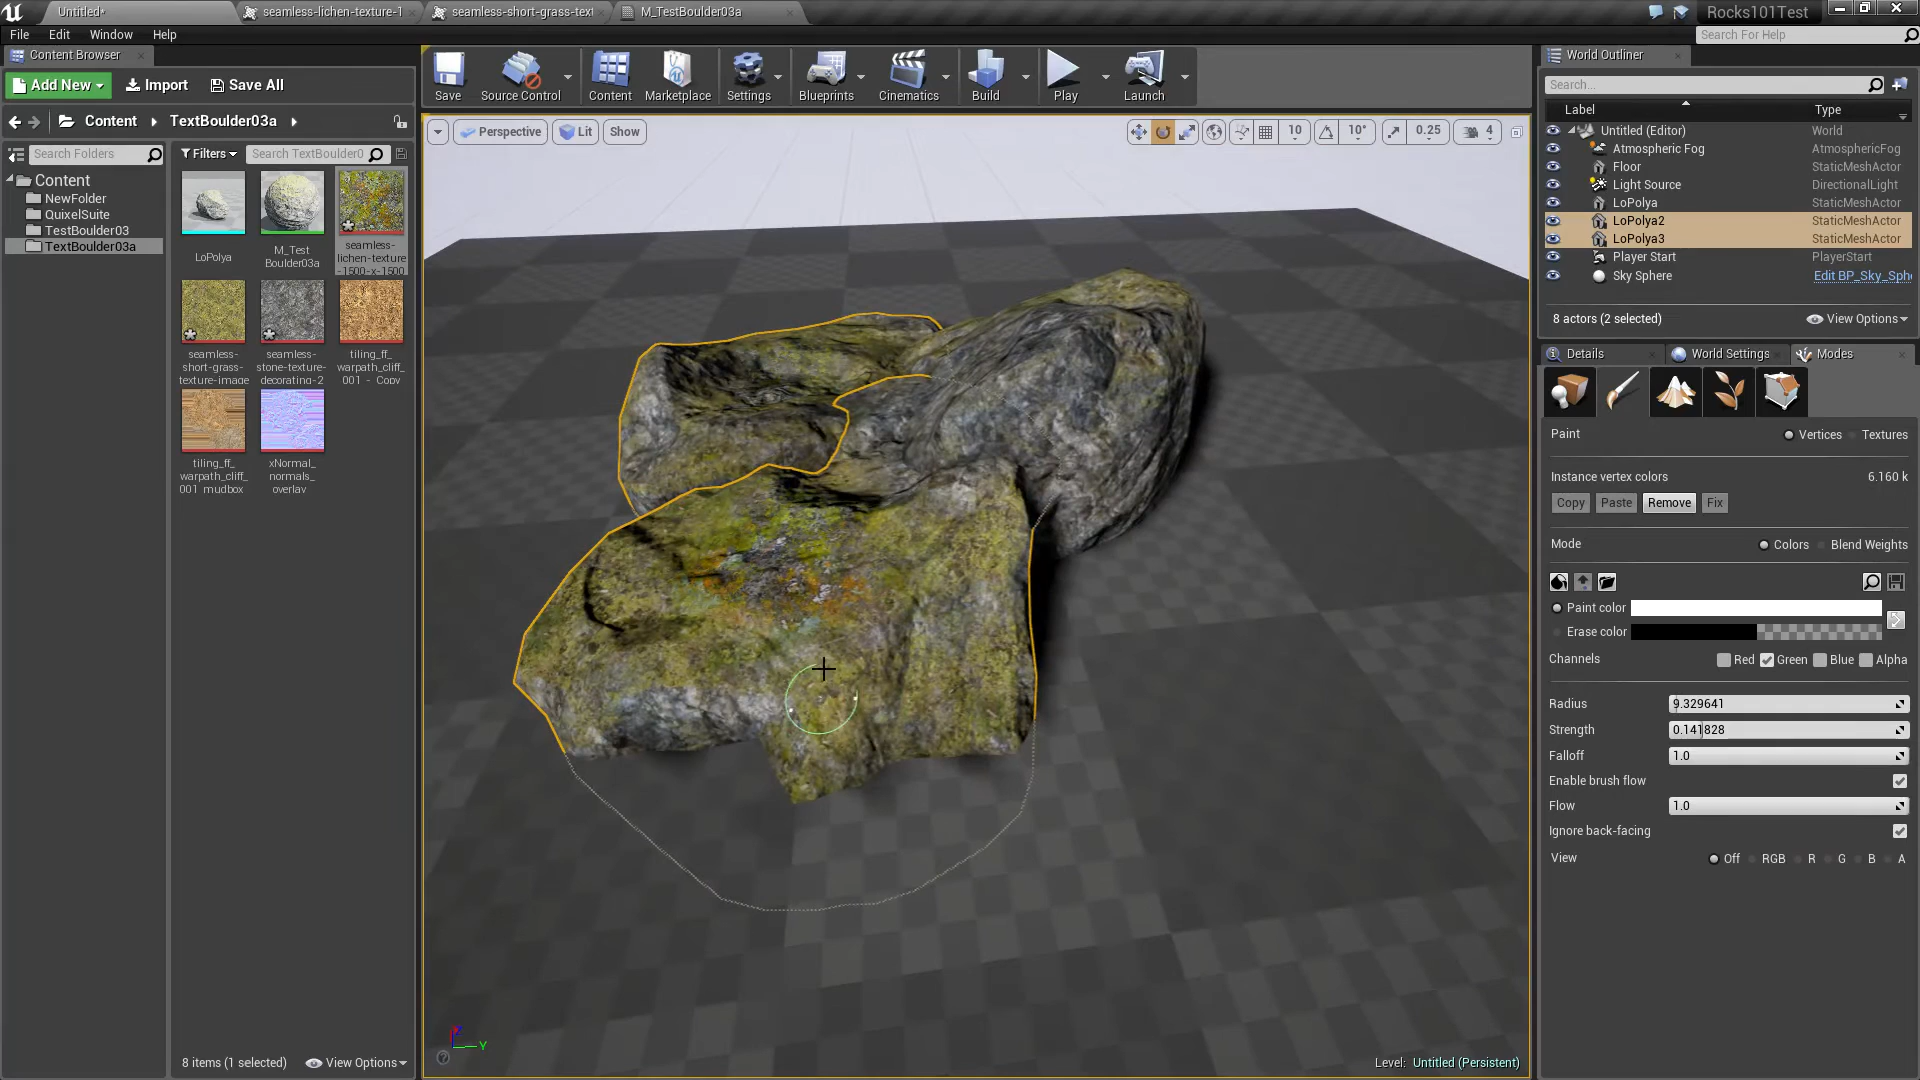 Untitled*
seamless-lichen-texture-1
seamless-short-grass-text
M_TestBoulder03a
Rocks101Test
File Edit Window Help
Search For Help
Content Browser
Add New
Import
Save All
Content
TextBoulder03a
Search Folders
Filters
Search TextBoulder0
Content
NewFolder
QuixelSuite
TestBoulder03
TextBoulder03a
LoPolya
M_Test
Boulder03a
seamless-
lichen-texture
-1500-x-1500
seamless-
short-grass-
texture-image
seamless-
stone-texture-
decorating-2
tiling_ff_
warpath_cliff_
001 - Copy
tiling_ff_
warpath_cliff_
001 mudbox
xNormal_
normals_
overlay
8 items (1 selected)
View Options
Save
Source Control
Content
Marketplace
Settings
Blueprints
Cinematics
Build
Play
Launch
Perspective
Lit
Show
10
10°
0.25
4
Y
Level: Untitled (Persistent)
World Outliner
Search...
Label Type
Untitled (Editor) World
Atmospheric Fog AtmosphericFog
Floor StaticMeshActor
Light Source DirectionalLight
LoPolya StaticMeshActor
LoPolya2 StaticMeshActor
LoPolya3 StaticMeshActor
Player Start PlayerStart
Sky Sphere Edit BP_Sky_Sph
8 actors (2 selected)
View Options
Details
World Settings
Modes
Paint Vertices Textures
Instance vertex colors 6.160 k
Copy Paste Remove Fix
Mode Colors Blend Weights
Paint color
Erase color
Channels Red Green Blue Alpha
Radius 9.329641
Strength 0.141828
Falloff 1.0
Enable brush flow
Flow 1.0
Ignore back-facing
View Off RGB R G B A